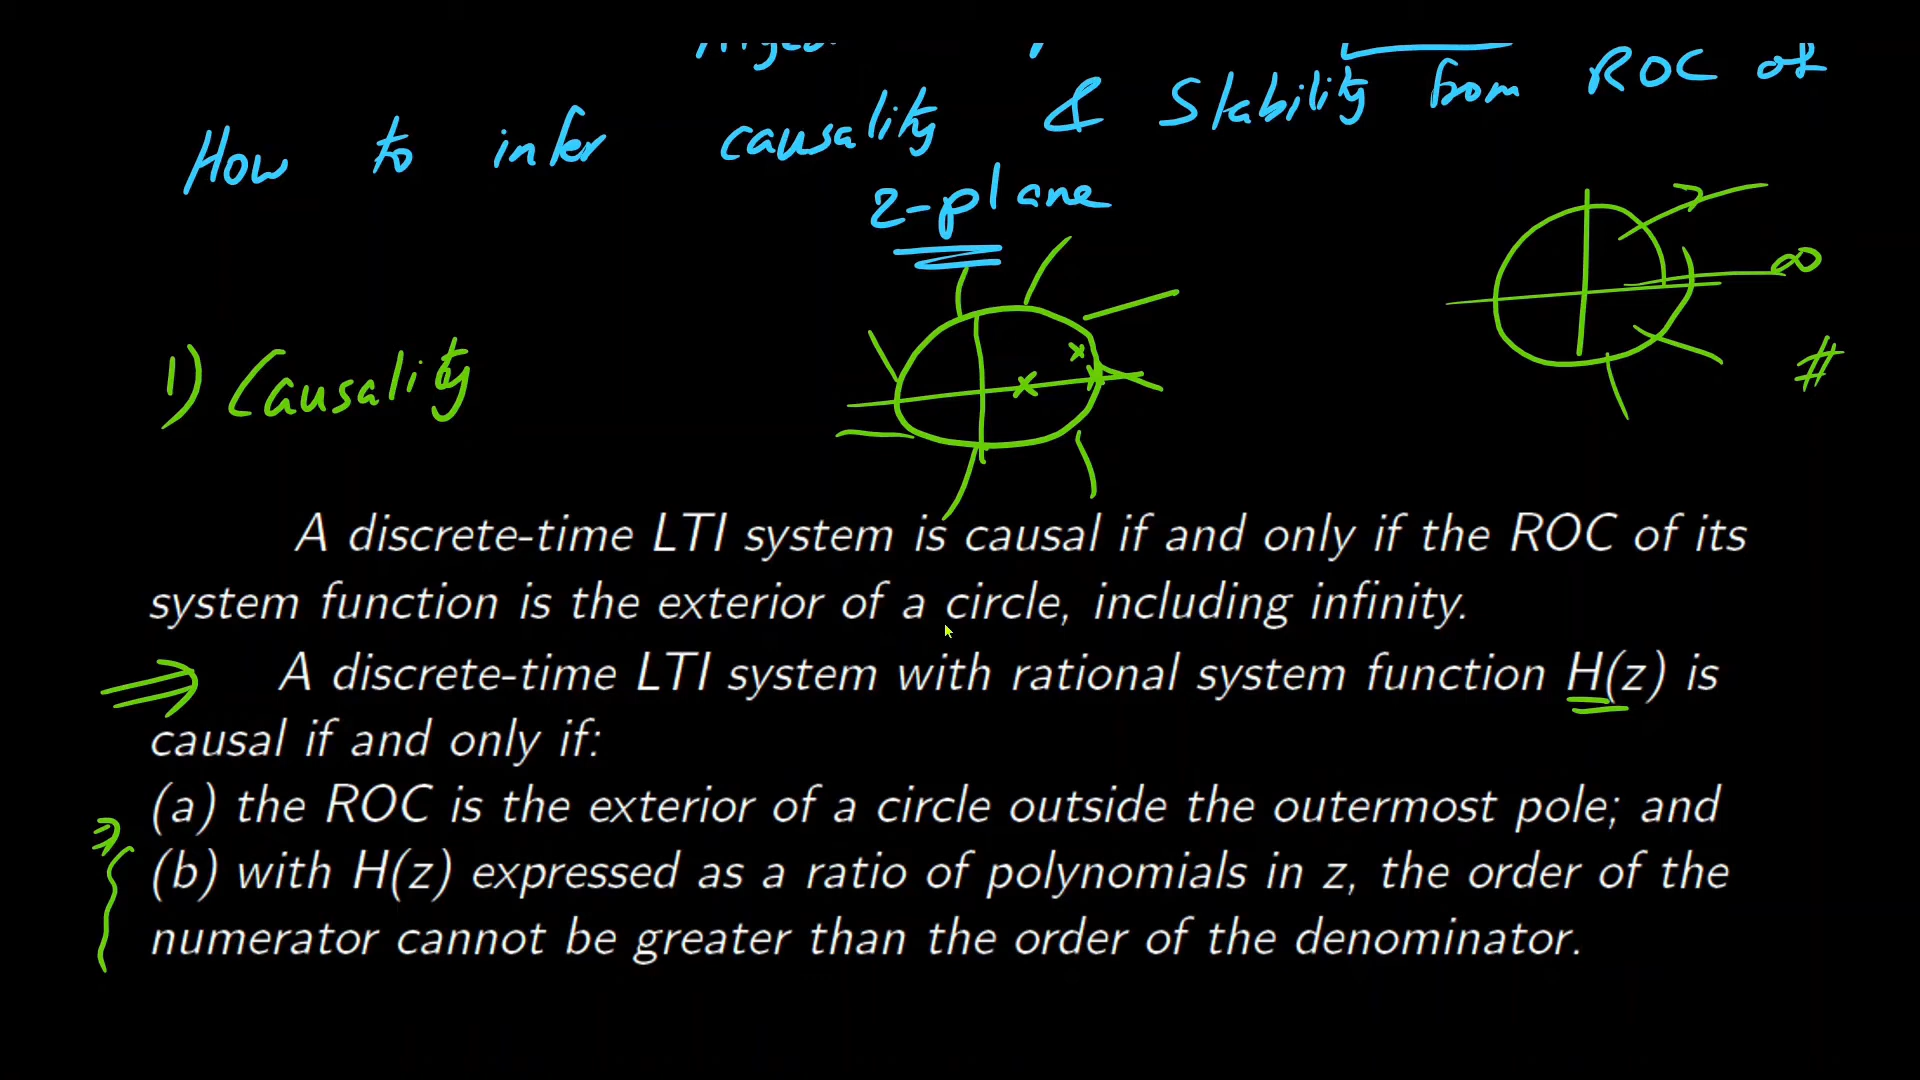 How to infer causality & Stability from ROC of
z-plane
∞
1) Causality
#
A discrete-time LTI system is causal if and only if the ROC of its
system function is the exterior of a circle, including infinity.
⇒ A discrete-time LTI system with rational system function H(z) is
causal if and only if:
(a) the ROC is the exterior of a circle outside the outermost pole; and
(b) with H(z) expressed as a ratio of polynomials in z, the order of the
numerator cannot be greater than the order of the denominator.